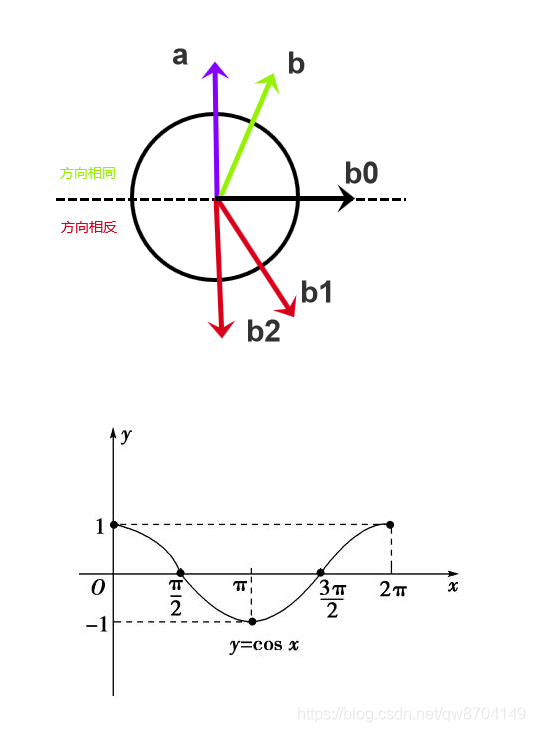 a
b
方向相同
b0
方向相反
b1
b2
y
1
O
π/2
π
3π/2
2π
x
-1
y=cos x
https://blog.csdn.net/qw8704149